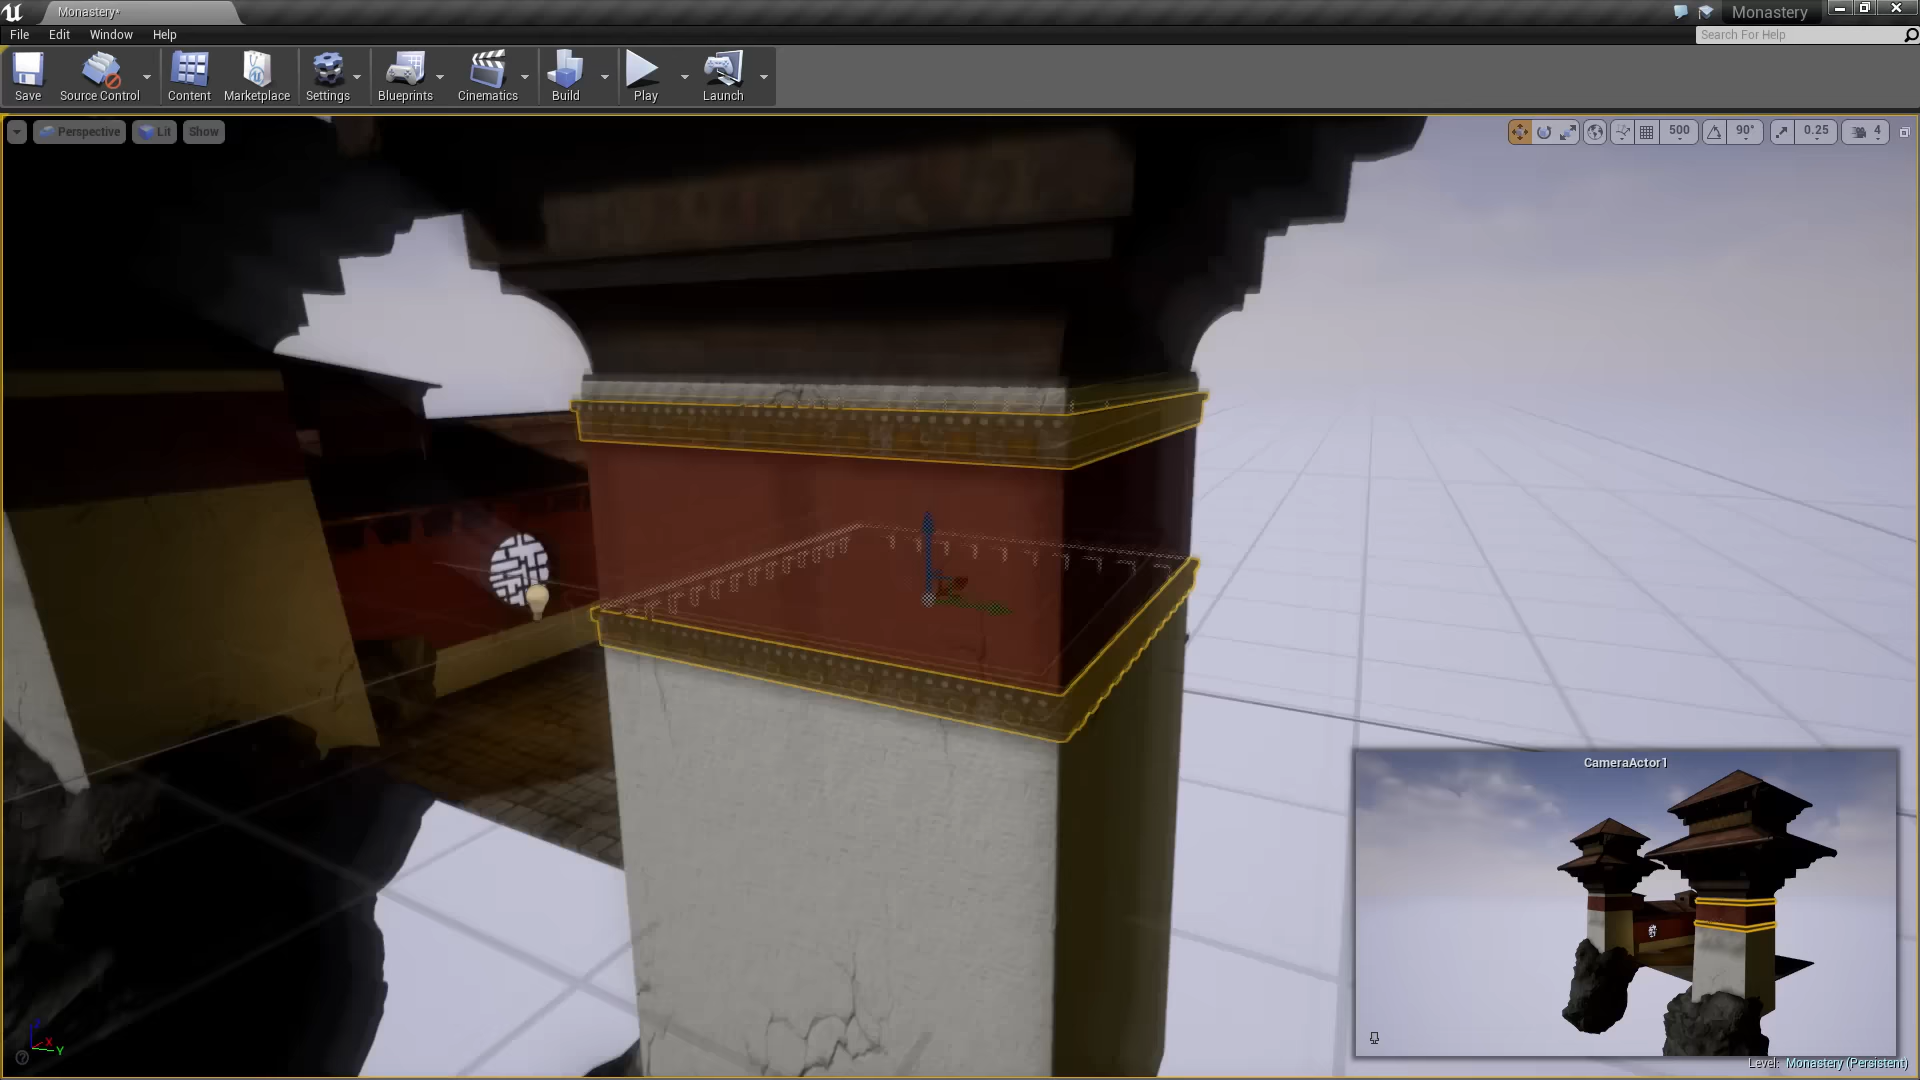 Monastery*
Monastery
File Edit Window Help
Search For Help
Save Source Control Content Marketplace Settings Blueprints Cinematics Build Play Launch
Perspective Lit Show
500 90° 0.25 4
CameraActor1
Z X Y
Level: Monastery (Persistent)